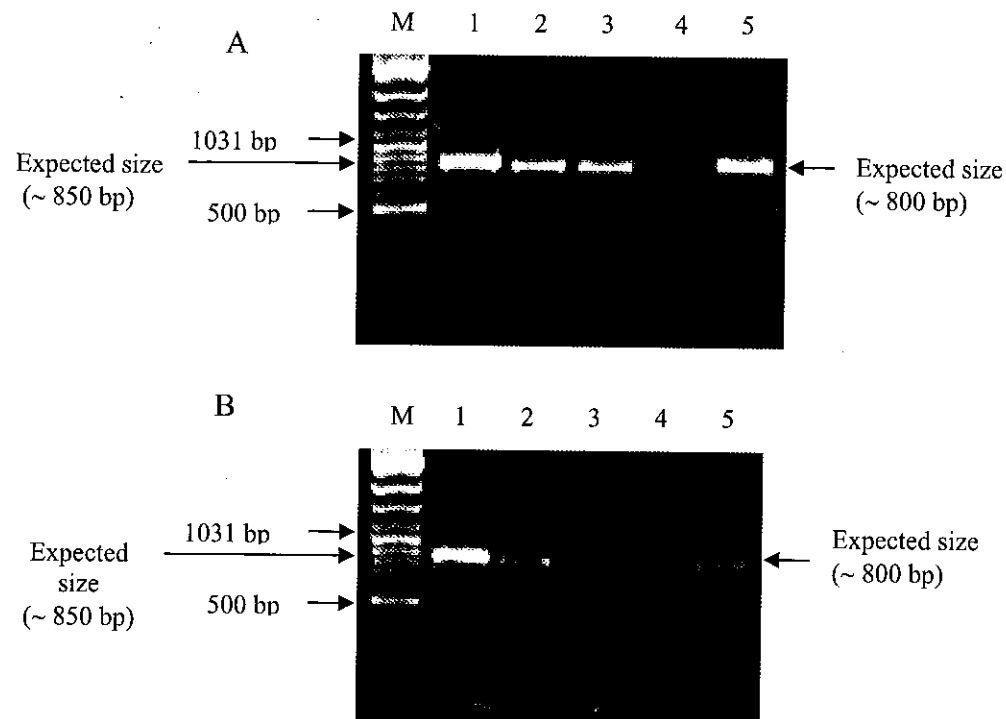 A
M 1 2 3 4 5
1031 bp
Expected size
(~ 850 bp)
500 bp
Expected size
(~ 800 bp)
B
M 1 2 3 4 5
1031 bp
Expected
size
(~ 850 bp)
500 bp
Expected size
(~ 800 bp)